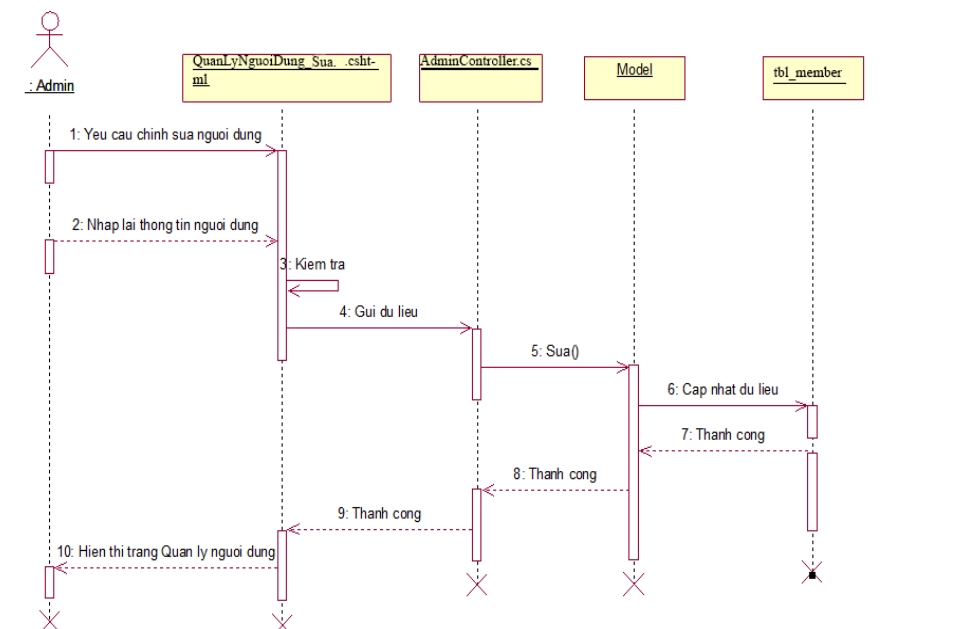 : Admin
QuanLyNguoiDung_Sua. .csht-
ml
AdminController.cs
Model
tbl_member
1: Yeu cau chinh sua nguoi dung
2: Nhap lai thong tin nguoi dung
3: Kiem tra
4: Gui du lieu
5: Sua()
6: Cap nhat du lieu
7: Thanh cong
8: Thanh cong
9: Thanh cong
10: Hien thi trang Quan ly nguoi dung